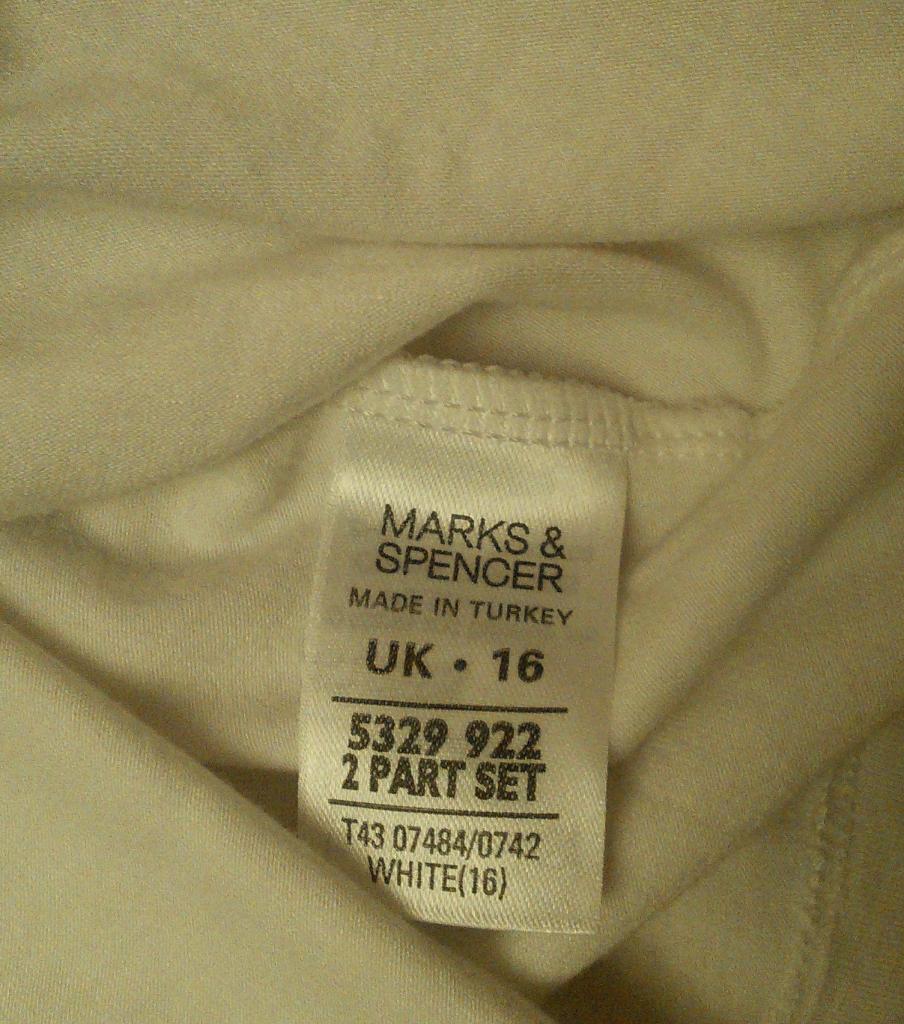 MARKS &
SPENCER
MADE IN TURKEY
UK • 16
5329 922
2 PART SET
T43 07484/0742
WHITE(16)